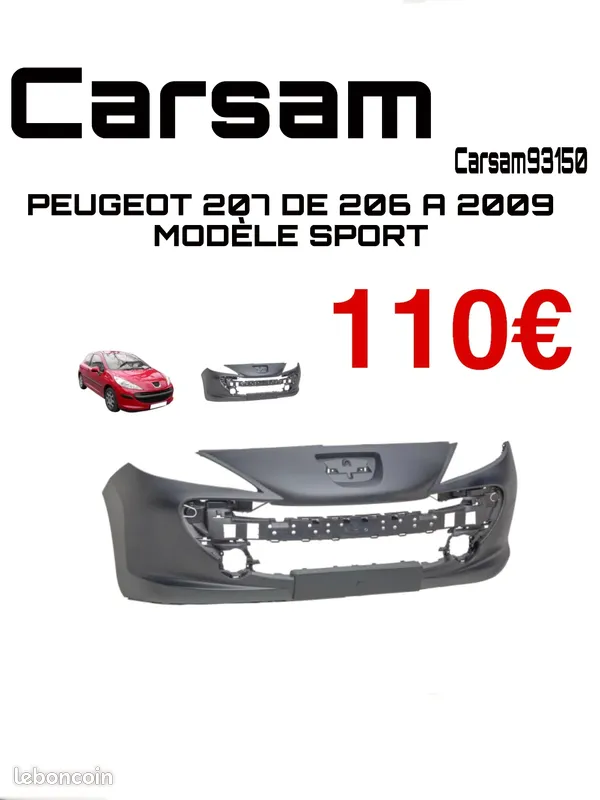 Carsam
Carsam93150
PEUGEOT 207 DE 206 A 2009
MODÈLE SPORT
110€
leboncoin